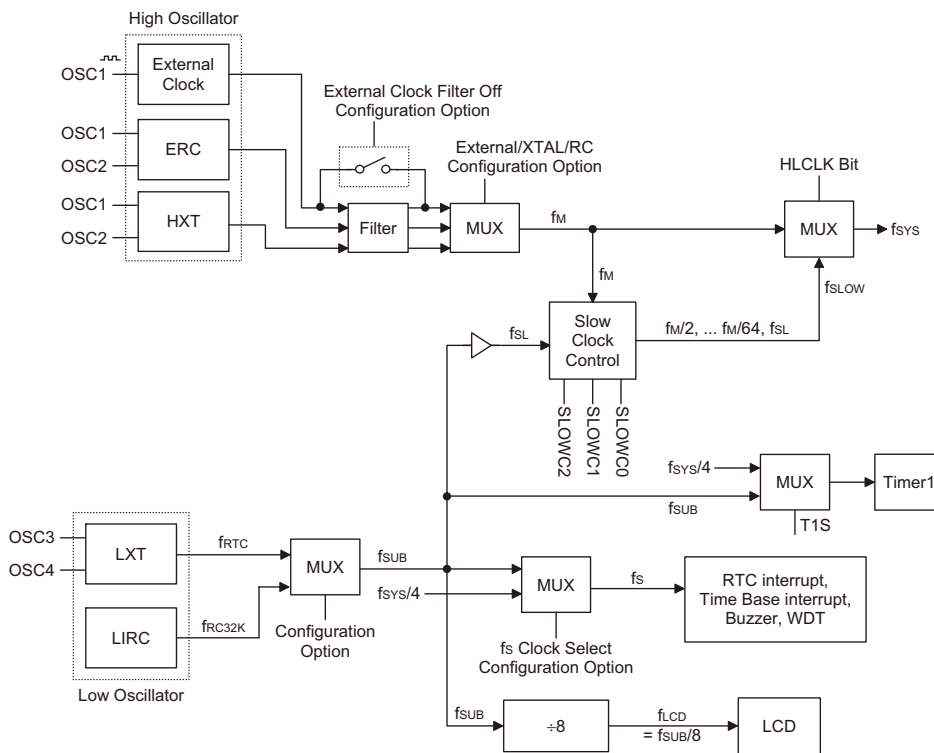 High Oscillator
OSC1
External
Clock
OSC1
OSC2
ERC
OSC1
OSC2
HXT
External Clock Filter Off
Configuration Option
Filter
External/XTAL/RC
Configuration Option
MUX
fM
HLCLK Bit
MUX
fSYS
fM
fSLOW
fSL
Slow
Clock
Control
fM/2, ... fM/64, fSL
SLOWC2
SLOWC1
SLOWC0
fSYS/4
fSUB
MUX
Timer1
T1S
OSC3
OSC4
LXT
fRTC
LIRC
fRC32K
Low Oscillator
MUX
Configuration
Option
fSUB
fSYS/4
MUX
fS
fS Clock Select
Configuration Option
RTC interrupt,
Time Base interrupt,
Buzzer, WDT
fSUB
÷8
fLCD
= fSUB/8
LCD